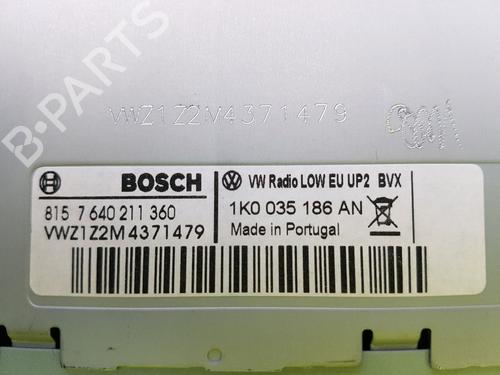 VWZ1Z2M4371479
BOSCH
VW Radio LOW EU UP2 BVX
815 7 640 211 360
1K0 035 186 AN
VWZ1Z2M4371479
Made in Portugal
B-PARTS